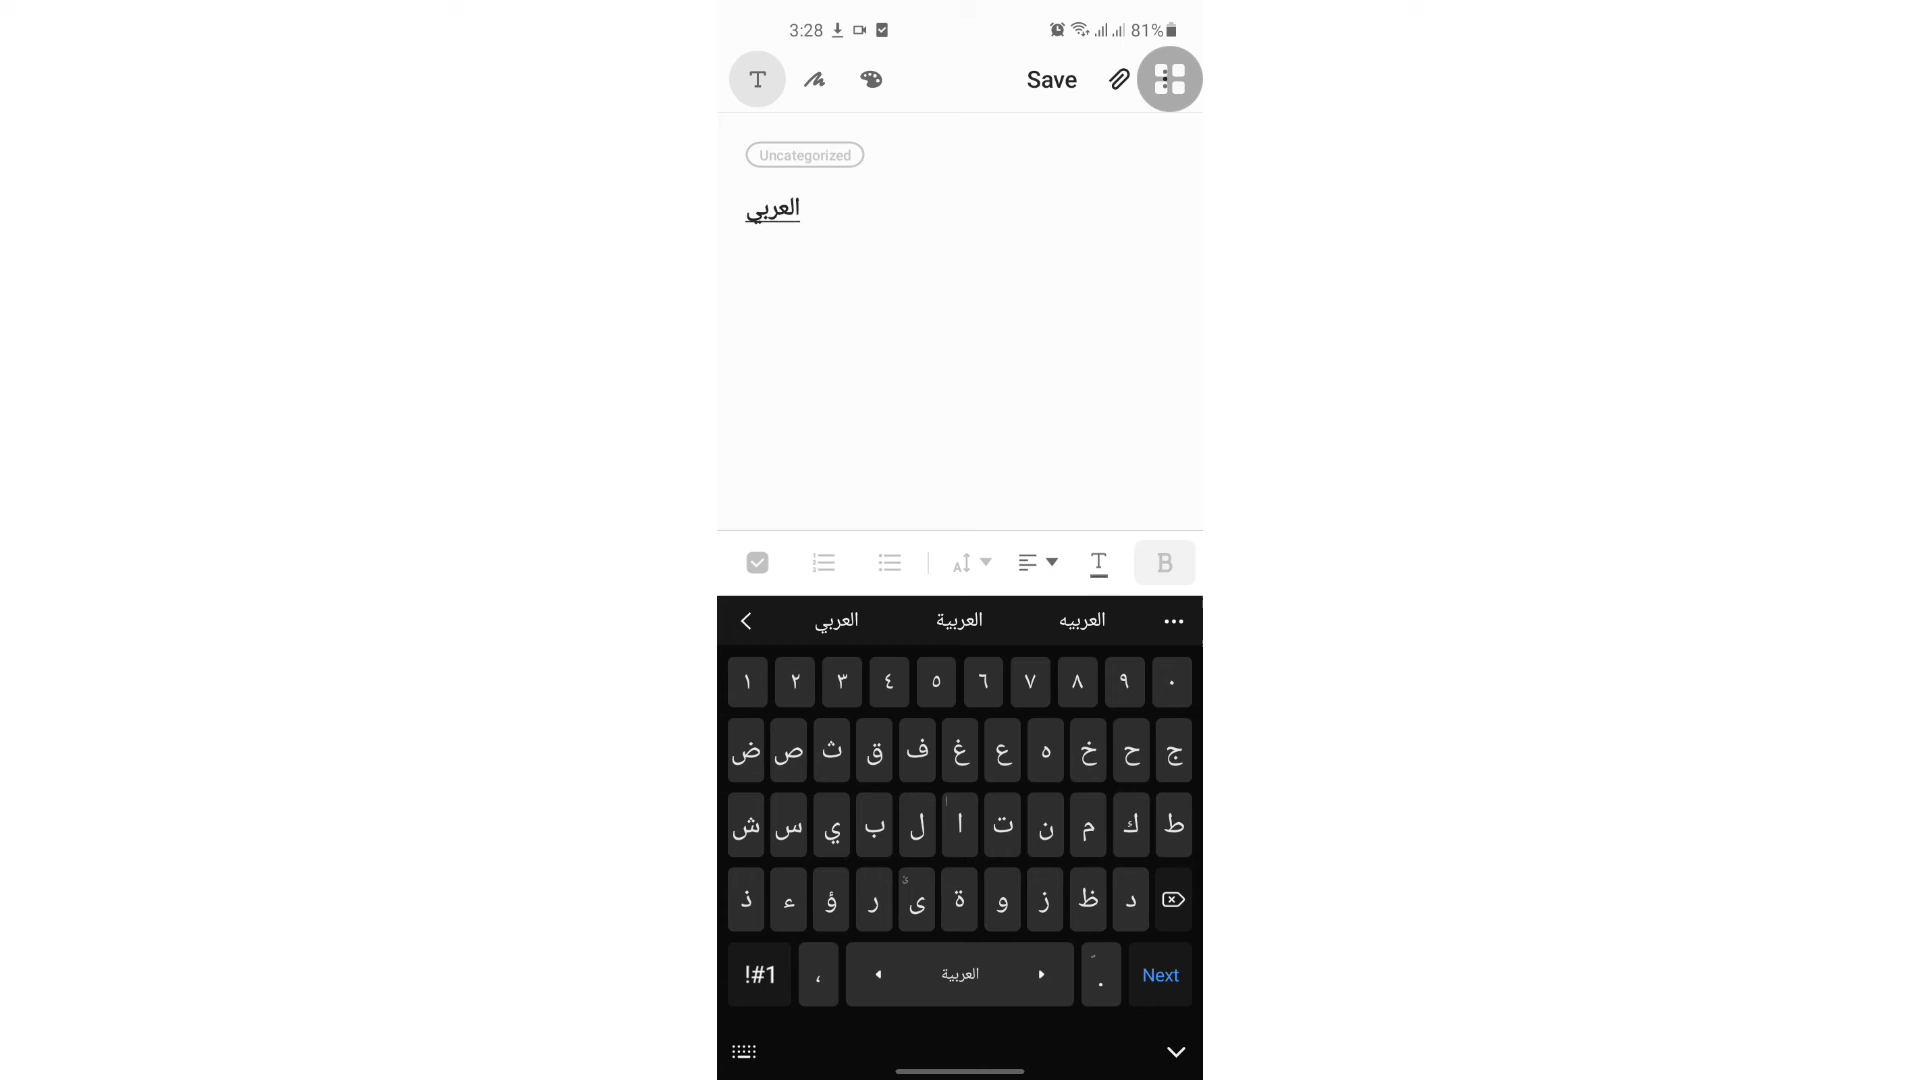 3:28 81%
T Save
Uncategorized
العربي
T B
العربي العربية العربيه
١ ٢ ٣ ٤ ٥ ٦ ٧ ٨ ٩ ٠
ض ص ث ق ف غ ع ه خ ح ج
ش س ي ب ل ا ت ن م ك ط
ذ ء ؤ ر ى ة و ز ظ د
!#1 ، العربية . Next